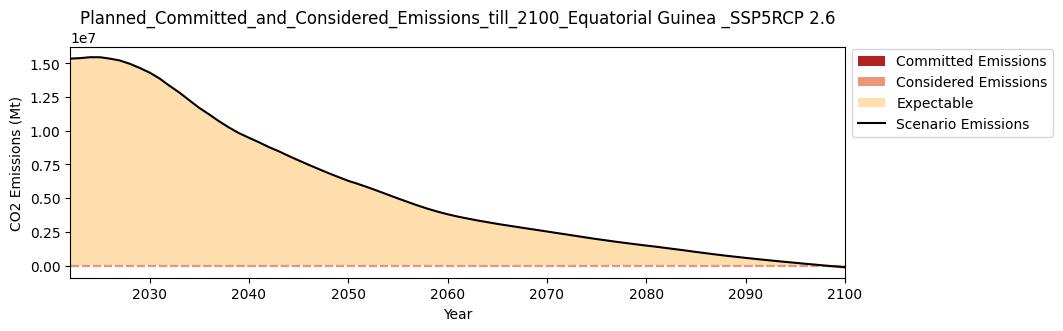 Planned_Committed_and_Considered_Emissions_till_2100_Equatorial Guinea _SSP5RCP 2.6
1e7
1.50
1.25
1.00
0.75
0.50
0.25
0.00
CO2 Emissions (Mt)
2030 2040 2050 2060 2070 2080 2090 2100
Year
Committed Emissions
Considered Emissions
Expectable
Scenario Emissions